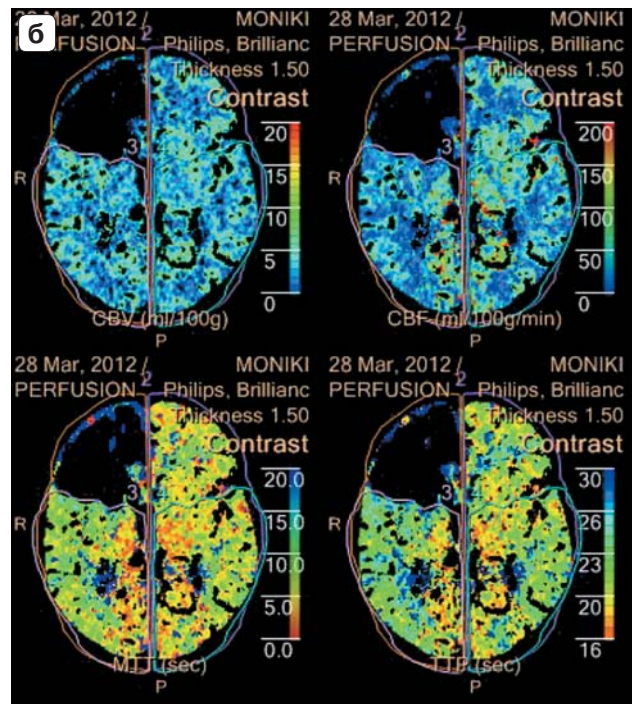 б
28 Mar, 2012 / MONIKI
PERFUSION 2 Philips, Brillianc
Thickness 1.50
Contrast
20
15
10
5
0
3 4
R
CBV (ml/100g)
P
28 Mar, 2012 / MONIKI
PERFUSION 2 Philips, Brillianc
Thickness 1.50
Contrast
200
150
100
50
0
3 4
R
CBF (ml/100g/min)
P
28 Mar, 2012 / MONIKI
PERFUSION 2 Philips, Brillianc
Thickness 1.50
Contrast
20.0
15.0
10.0
5.0
0.0
3 4
R
MTT (sec)
P
28 Mar, 2012 / MONIKI
PERFUSION 2 Philips, Brillianc
Thickness 1.50
Contrast
30
26
23
20
16
3 4
R
TTP (sec)
P